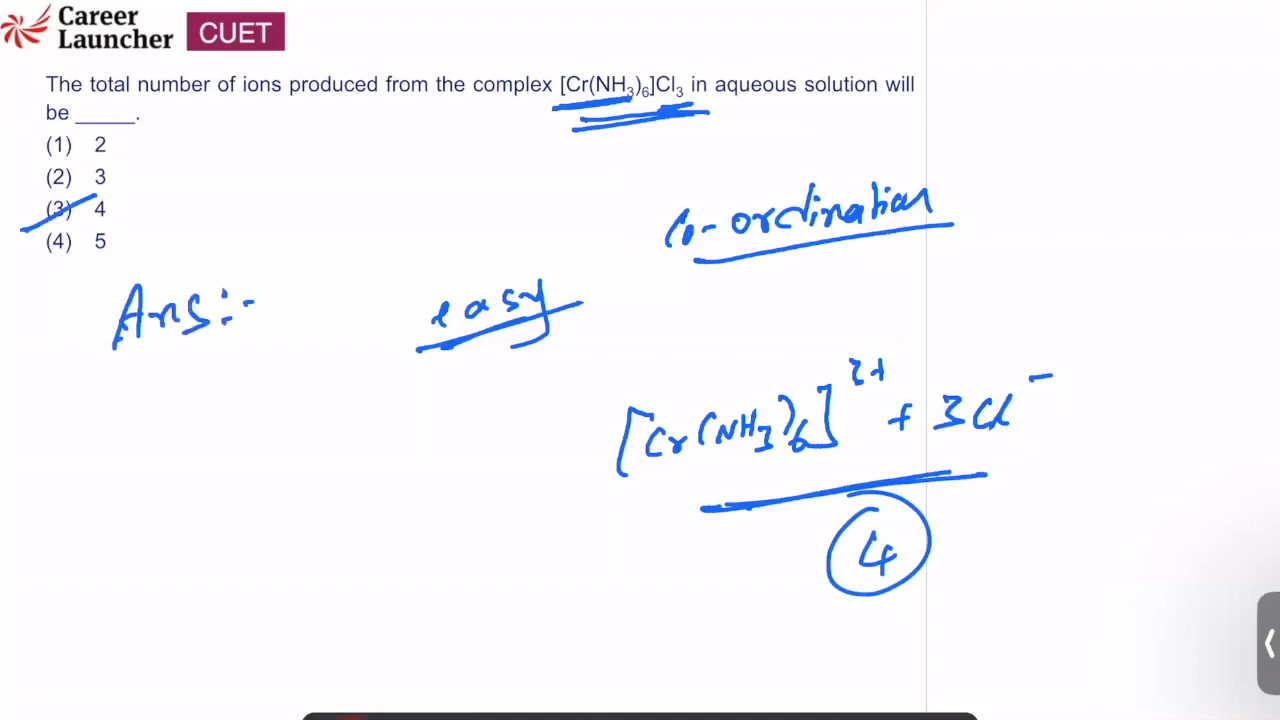 Career
Launcher
CUET
The total number of ions produced from the complex [Cr(NH₃)₆]Cl₃ in aqueous solution will
be _____.
(1) 2
(2) 3
(3) 4
(4) 5
Co-ordination
Ans:-
easy
[Cr(NH₃)₆]³⁺ + 3Cl⁻
4